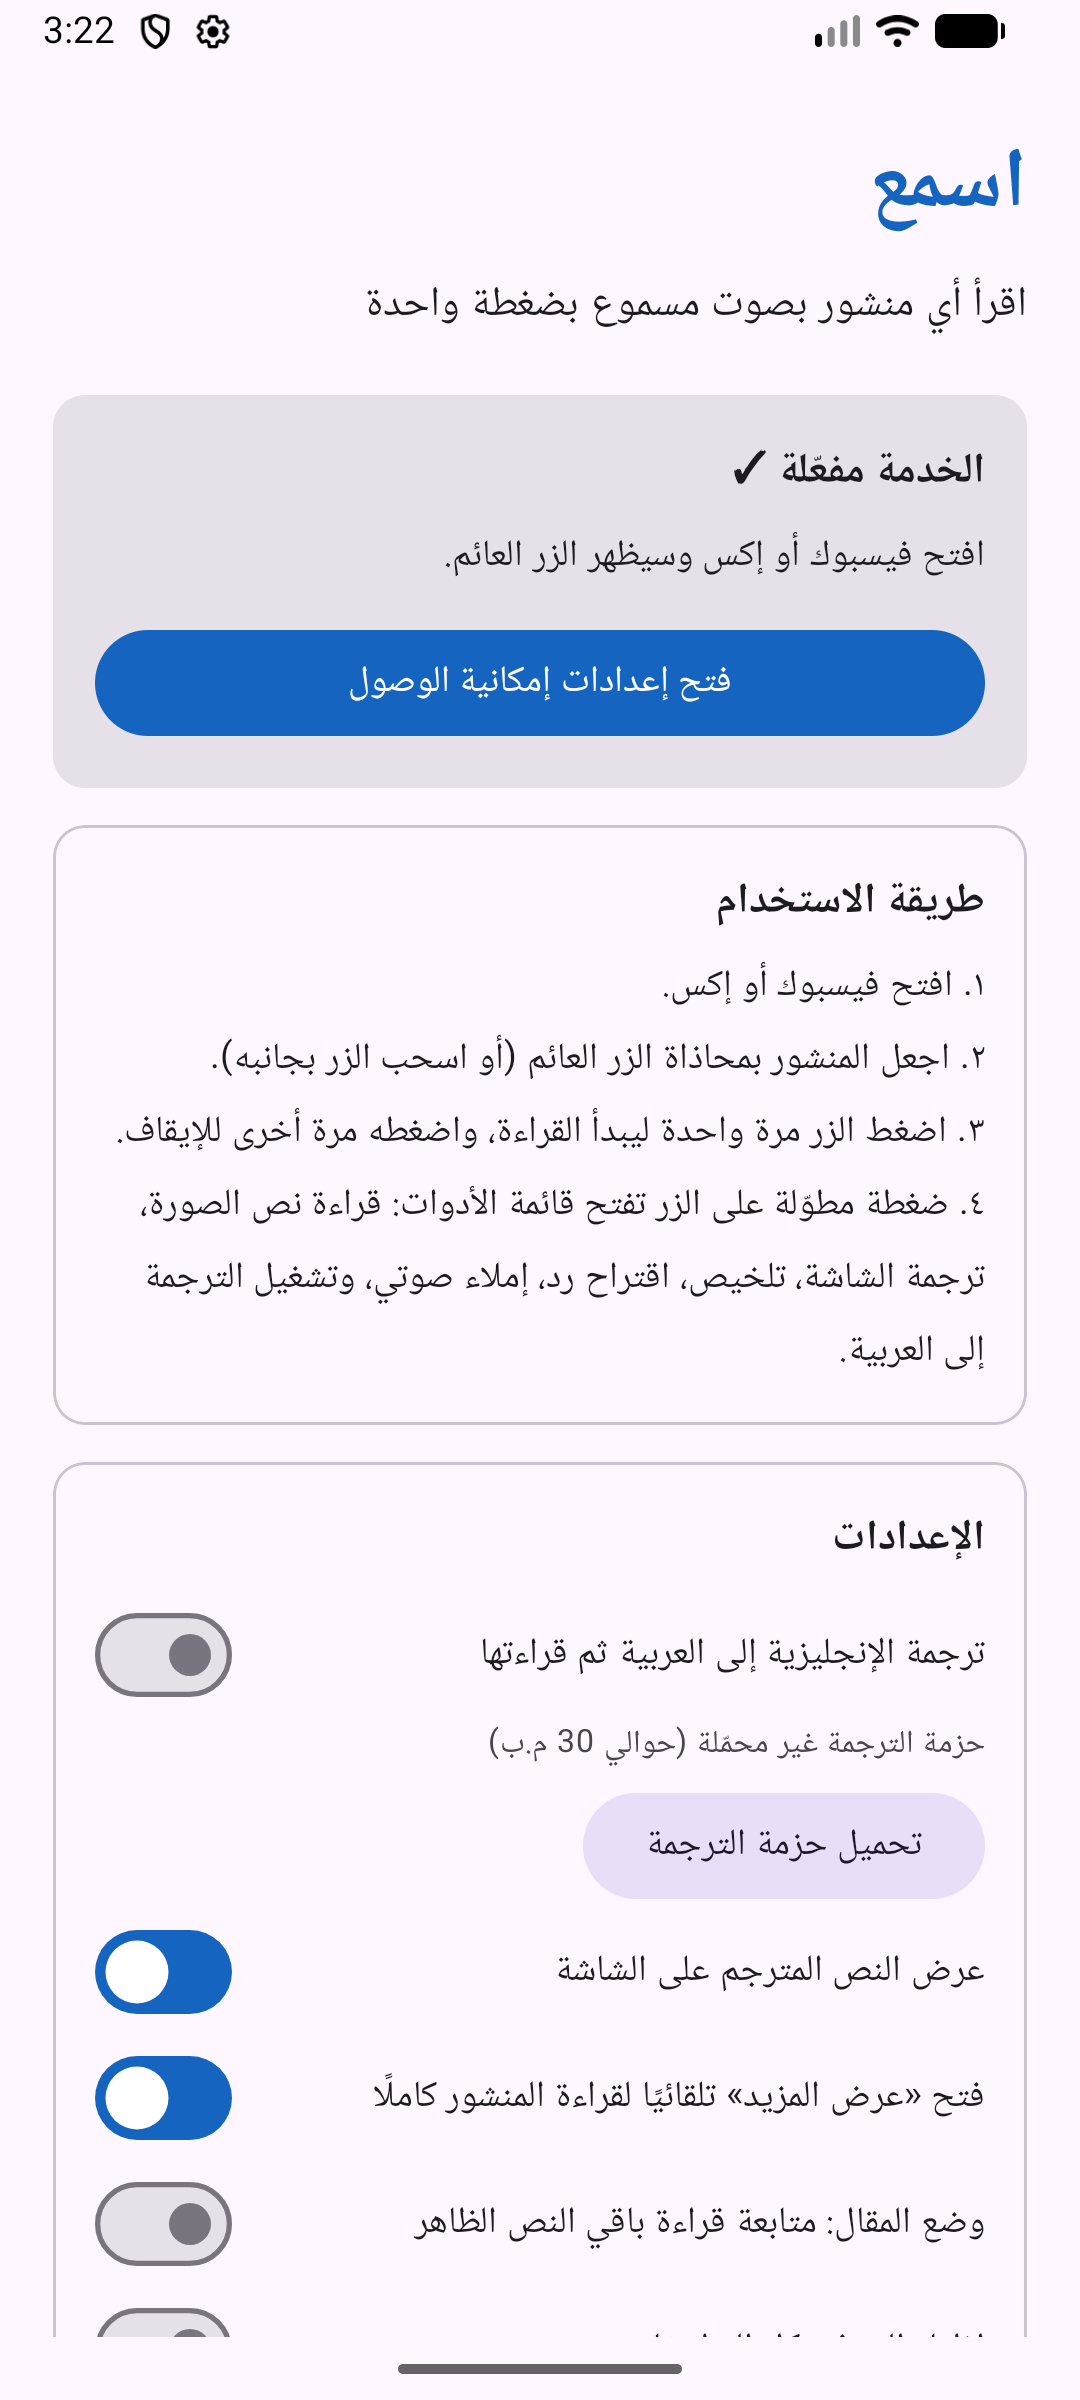 3:22
اسمع
اقرأ أي منشور بصوت مسموع بضغطة واحدة
الخدمة مفعّلة ✓
افتح فيسبوك أو إكس وسيظهر الزر العائم.
فتح إعدادات إمكانية الوصول
طريقة الاستخدام
١. افتح فيسبوك أو إكس.
٢. اجعل المنشور بمحاذاة الزر العائم (أو اسحب الزر بجانبه).
٣. اضغط الزر مرة واحدة ليبدأ القراءة، واضغطه مرة أخرى للإيقاف.
٤. ضغطة مطوّلة على الزر تفتح قائمة الأدوات: قراءة نص الصورة،
ترجمة الشاشة، تلخيص، اقتراح رد، إملاء صوتي، وتشغيل الترجمة
إلى العربية.
الإعدادات
ترجمة الإنجليزية إلى العربية ثم قراءتها
حزمة الترجمة غير محمّلة (حوالي 30 م.ب)
تحميل حزمة الترجمة
عرض النص المترجم على الشاشة
فتح «عرض المزيد» تلقائيًا لقراءة المنشور كاملًا
وضع المقال: متابعة قراءة باقي النص الظاهر